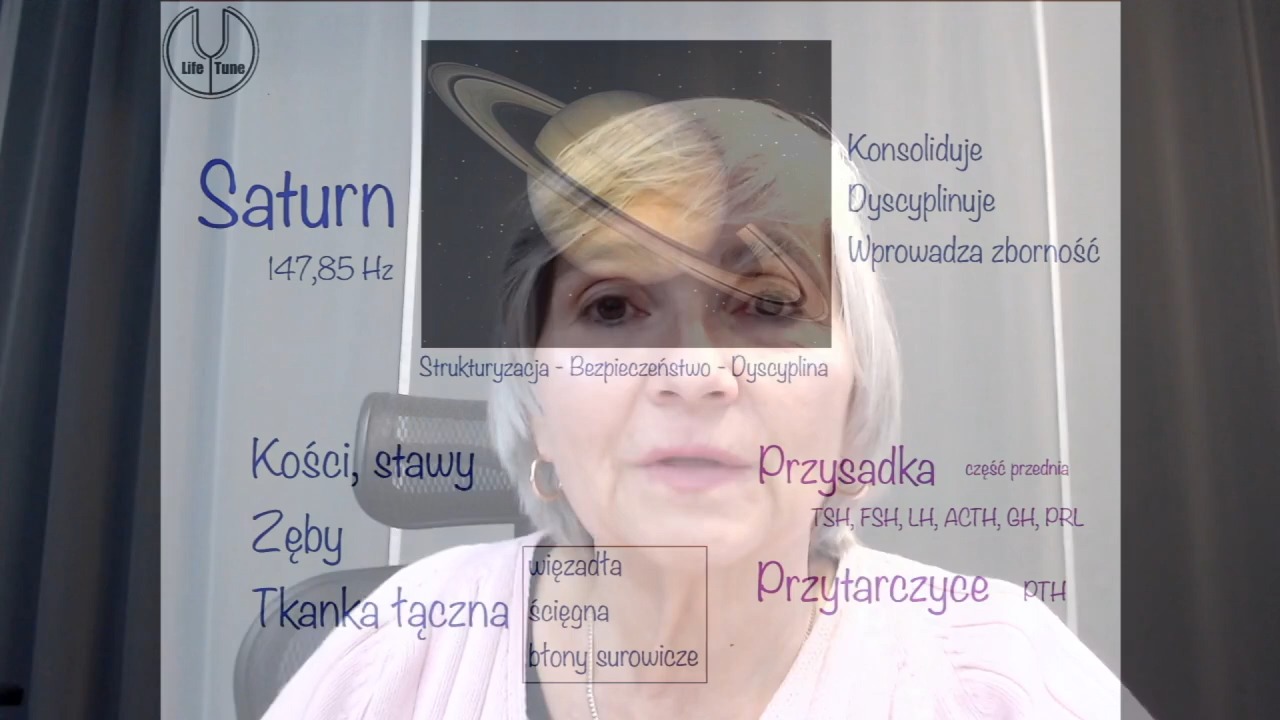 Life Tune
Saturn
147,85 Hz
Konsoliduje
Dyscyplinuje
Wprowadza zborność
Strukturyzacja - Bezpieczeństwo - Dyscyplina
Kości, stawy
Zęby
Tkanka łączna
więzadła
ścięgna
błony surowicze
Przysadka część przednia
TSH, FSH, LH, ACTH, GH, PRL
Przytarczyce PTH